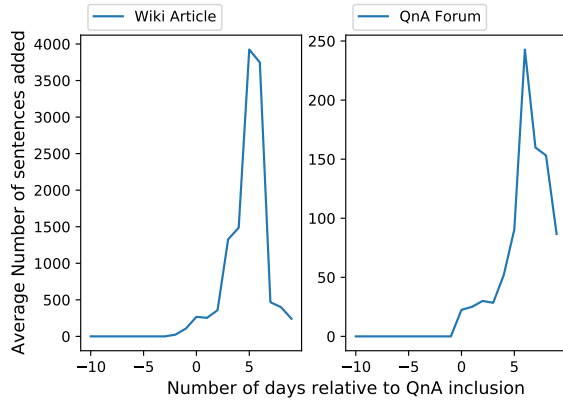 Wiki Article
QnA Forum
Average Number of sentences added
4000
3500
3000
2500
2000
1500
1000
500
0
250
200
150
100
50
0
−10 −5 0 5
−10 −5 0 5
Number of days relative to QnA inclusion